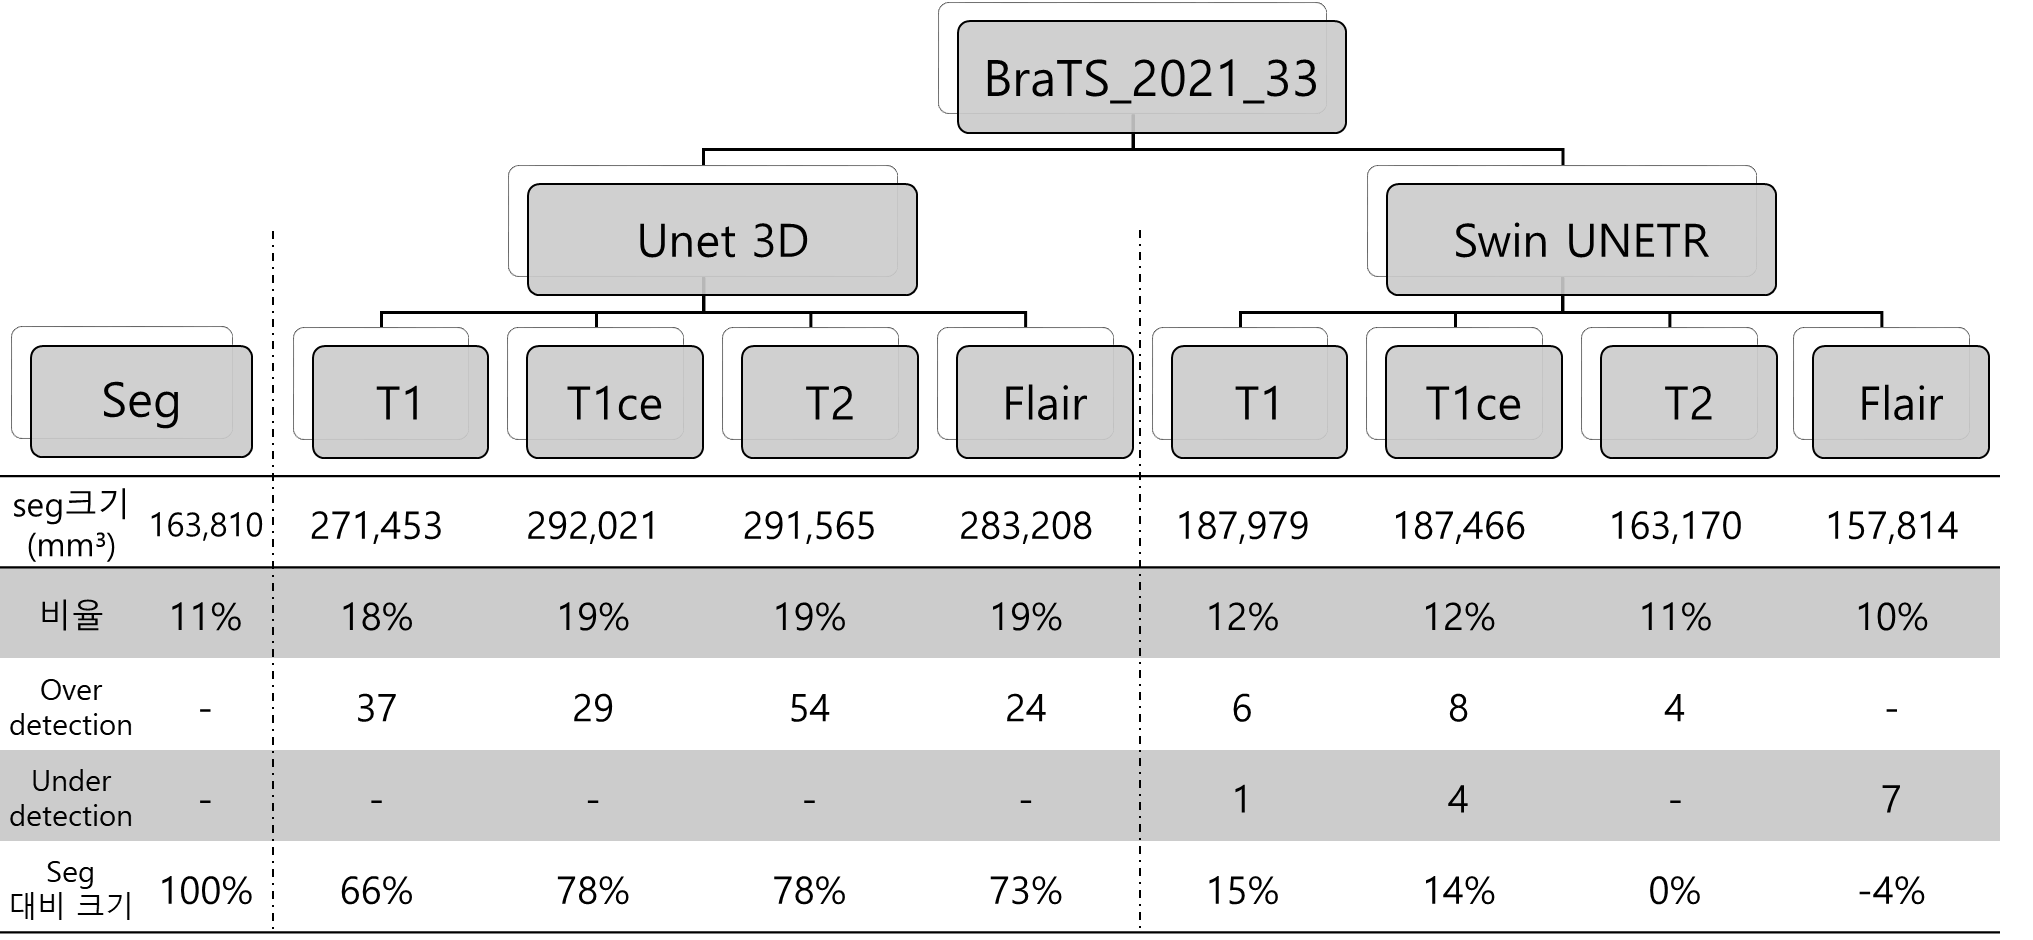 BraTS_2021_33
Unet 3D
Swin UNETR
Seg
T1
T1ce
T2
Flair
T1
T1ce
T2
Flair
seg크기
(mm³)
163,810
271,453
292,021
291,565
283,208
187,979
187,466
163,170
157,814
비율
11%
18%
19%
19%
19%
12%
12%
11%
10%
Over
detection
-
37
29
54
24
6
8
4
-
Under
detection
-
-
-
-
-
1
4
-
7
Seg
대비 크기
100%
66%
78%
78%
73%
15%
14%
0%
-4%